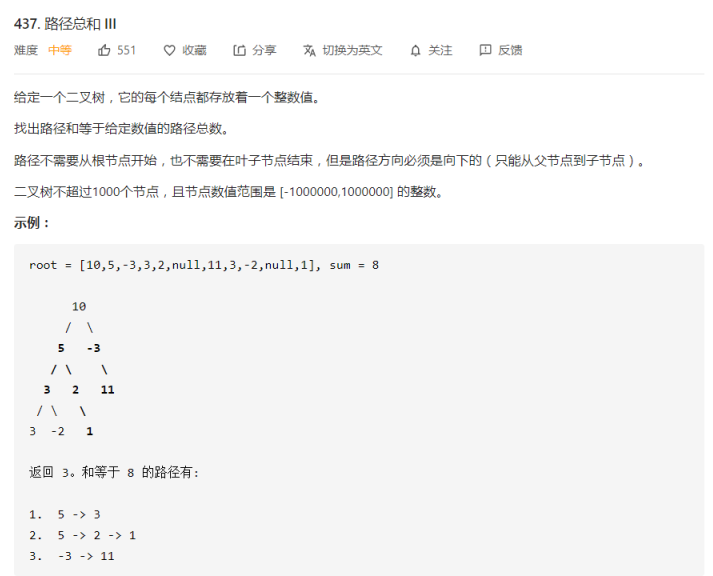 437. 路径总和 III
难度 中等 551 收藏 分享 切换为英文 关注 反馈
给定一个二叉树，它的每个结点都存放着一个整数值。
找出路径和等于给定数值的路径总数。
路径不需要从根节点开始，也不需要在叶子节点结束，但是路径方向必须是向下的（只能从父节点到子节点）。
二叉树不超过1000个节点，且节点数值范围是 [-1000000,1000000] 的整数。
示例：
root = [10,5,-3,3,2,null,11,3,-2,null,1], sum = 8
10
/ \
5 -3
/ \ \
3 2 11
/ \ \
3 -2 1
返回 3。和等于 8 的路径有:
1. 5 -> 3
2. 5 -> 2 -> 1
3. -3 -> 11